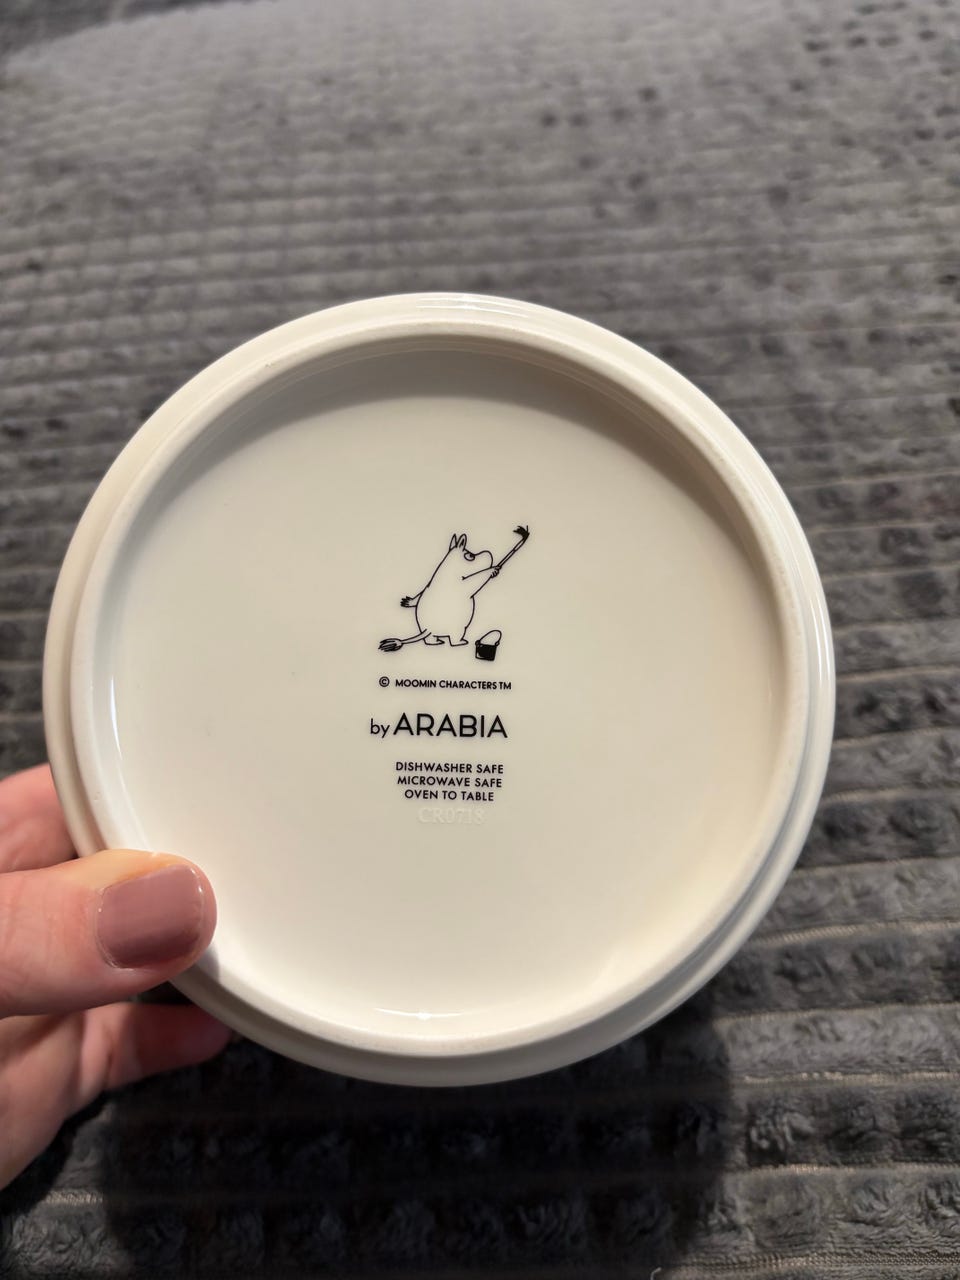 © MOOMIN CHARACTERS TM
by ARABIA
DISHWASHER SAFE
MICROWAVE SAFE
OVEN TO TABLE
CR0718